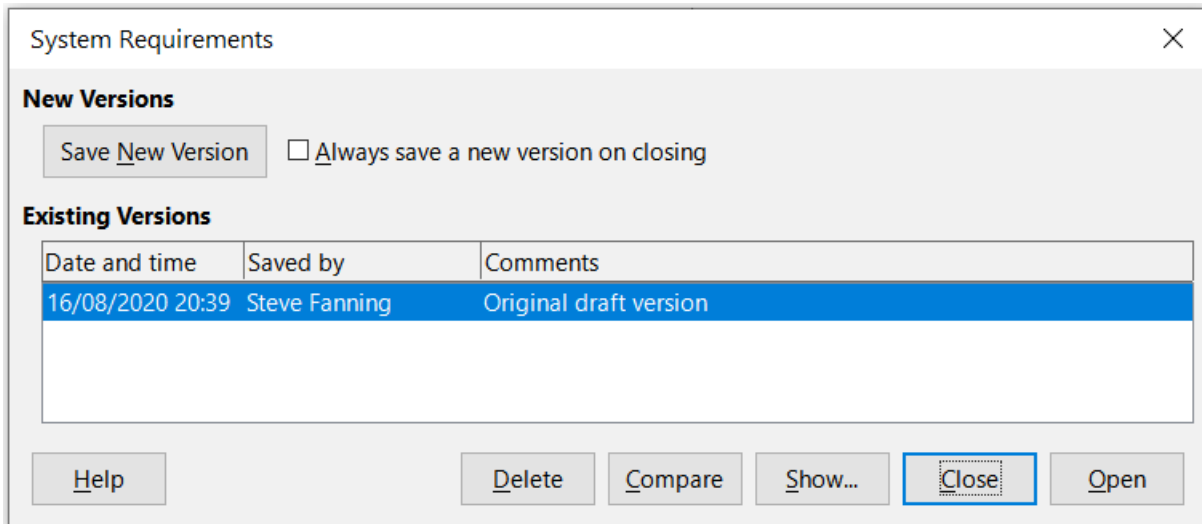 System Requirements
New Versions
Save New Version Always save a new version on closing
Existing Versions
Date and time Saved by Comments
16/08/2020 20:39 Steve Fanning Original draft version
Help Delete Compare Show... Close Open